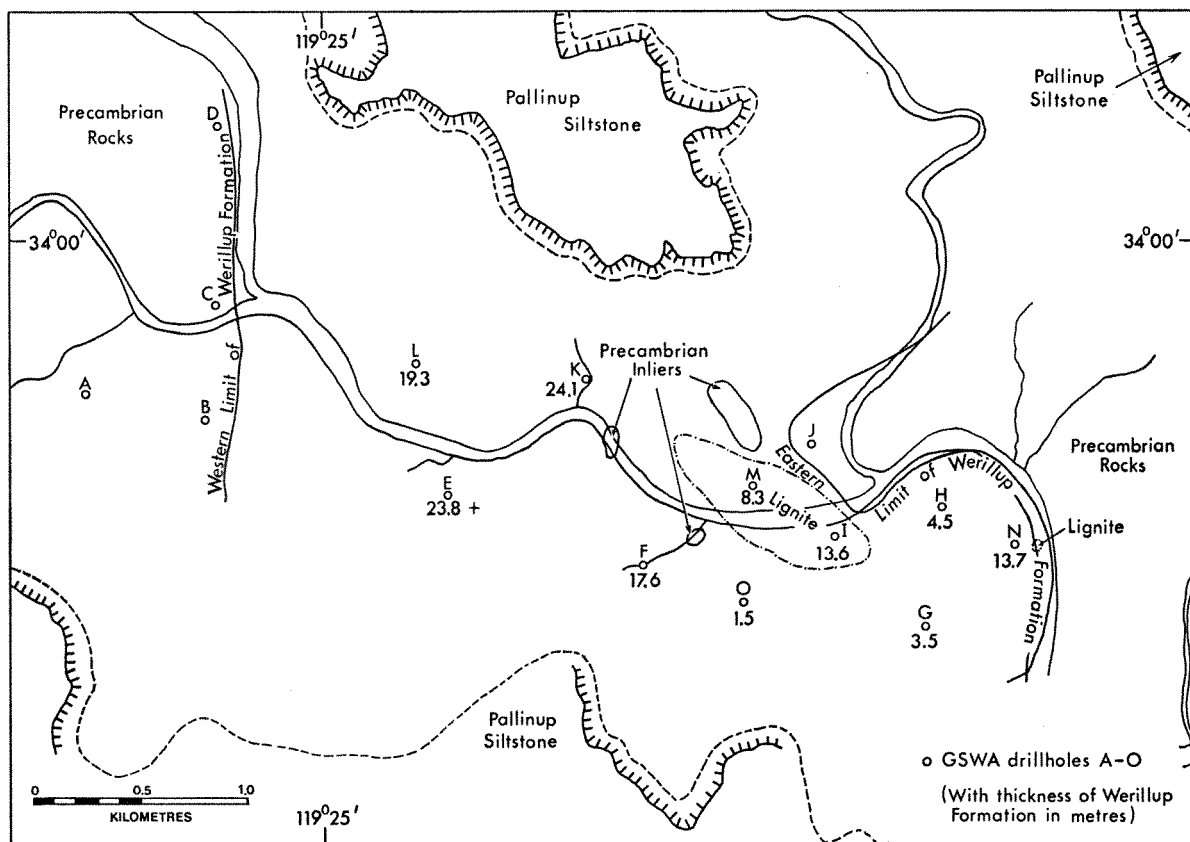 119°25′
Precambrian
Rocks
D
Pallinup
Siltstone
Pallinup
Siltstone
34°00′
34°00′
Western Limit of Werillup Formation
C
A
B
L
19.3
K
24.1
Precambrian
Inliers
E
23.8 +
J
M
8.3
Lignite
Eastern Limit of Werillup Formation
I
13.6
H
4.5
Precambrian
Rocks
Z
13.7
Lignite
F
17.6
O
1.5
G
3.5
Pallinup
Siltstone
0 0.5 1.0
KILOMETRES
119°25′
GSWA drillholes A-O
(With thickness of Werillup
Formation in metres)